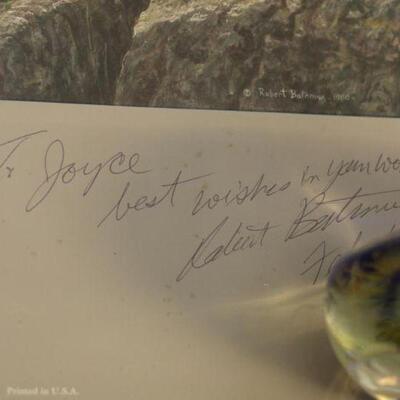 © Robert Bateman 1980
To Joyce
best wishes in your
Robert Bateman
Printed in U.S.A.